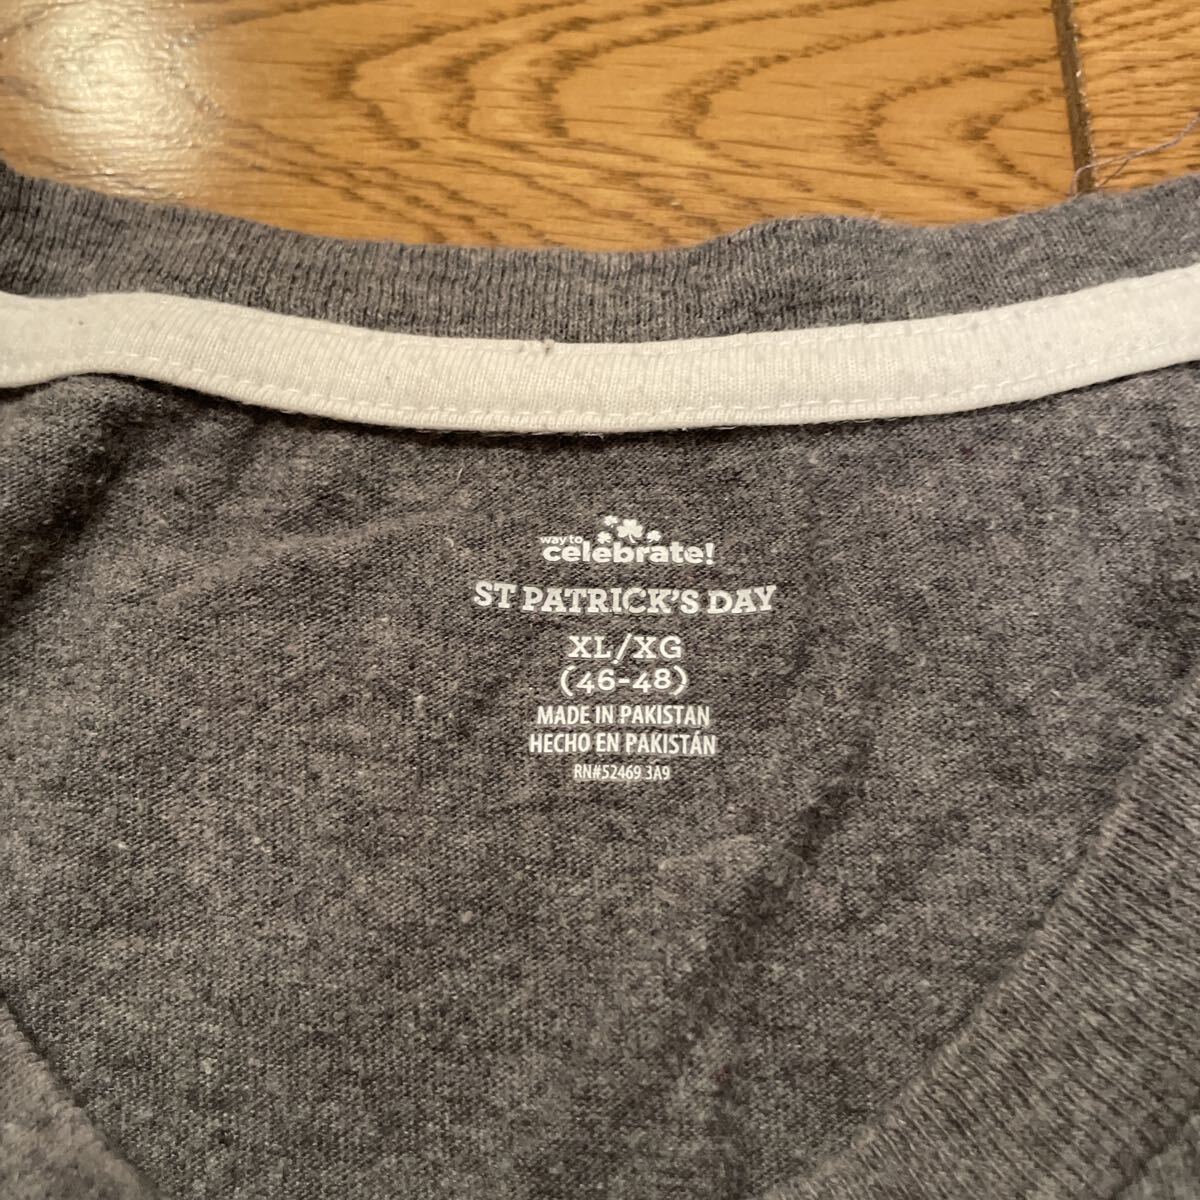 way to
celebrate!
ST PATRICK'S DAY
XL/XG
(46-48)
MADE IN PAKISTAN
HECHO EN PAKISTÁN
RN#52469 3A9